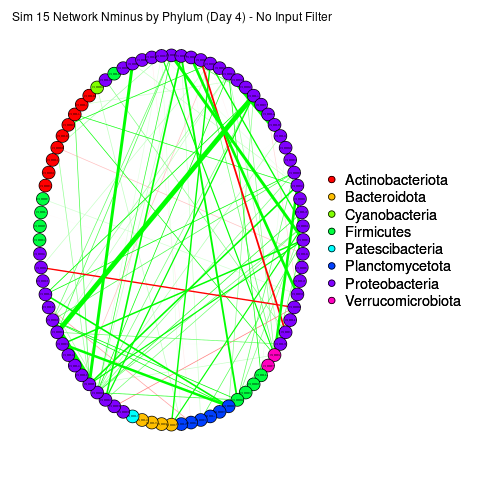 Sim 15 Network Nminus by Phylum (Day 4) - No Input Filter
Actinobacteriota
Bacteroidota
Cyanobacteria
Firmicutes
Patescibacteria
Planctomycetota
Proteobacteria
Verrucomicrobiota